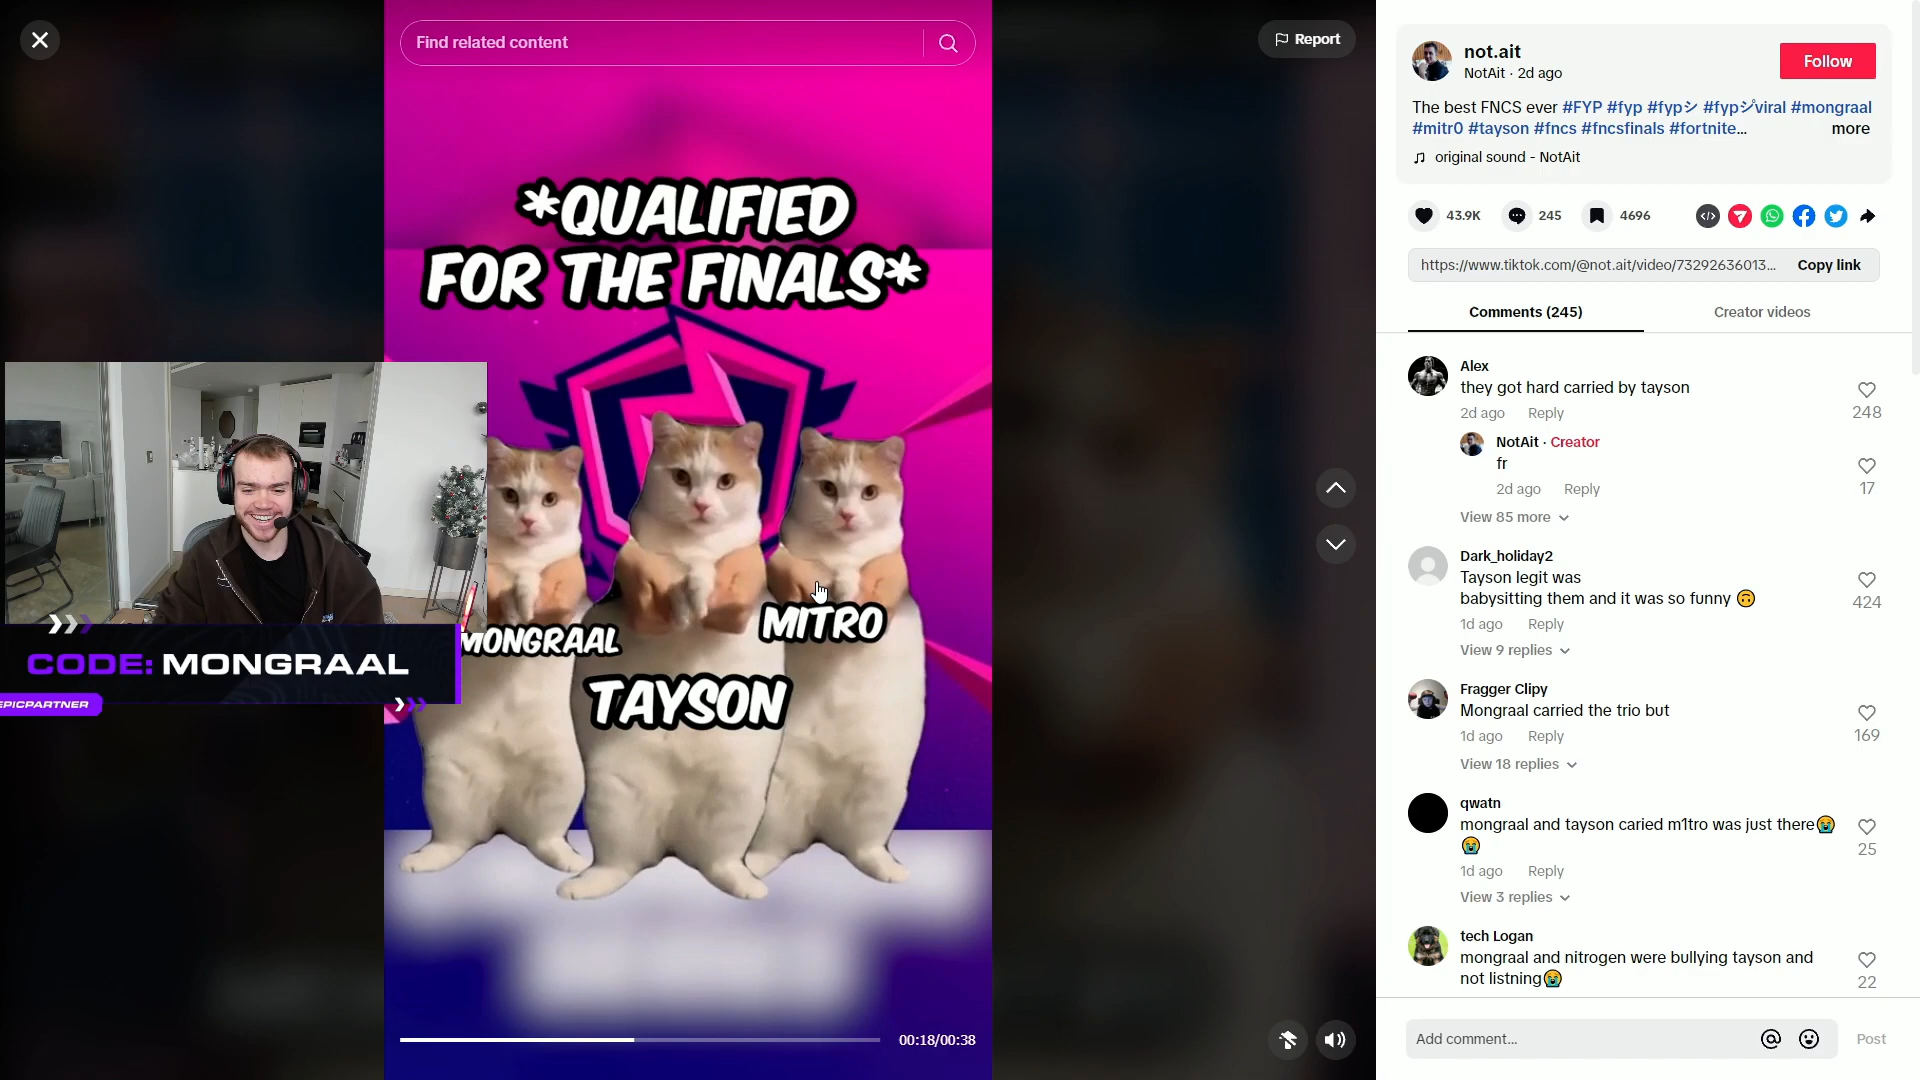 Find related content
Report
*QUALIFIED
FOR THE FINALS*
MONGRAAL
MITRO
TAYSON
CODE: MONGRAAL
EPICPARTNER
00:18/00:38
not.ait
NotAit · 2d ago
Follow
The best FNCS ever #FYP #fyp #fypシ #fypシ゚viral #mongraal
#mitr0 #tayson #fncs #fncsfinals #fortnite...
more
original sound - NotAit
43.9K
245
4696
https://www.tiktok.com/@not.ait/video/73292636013...
Copy link
Comments (245)
Creator videos
Alex
they got hard carried by tayson
2d ago Reply
248
NotAit · Creator
fr
2d ago Reply
17
View 85 more
Dark_holiday2
Tayson legit was
babysitting them and it was so funny 🙃
1d ago Reply
424
View 9 replies
Fragger Clipy
Mongraal carried the trio but
1d ago Reply
169
View 18 replies
qwatn
mongraal and tayson caried m1tro was just there😭
😭
1d ago Reply
25
View 3 replies
tech Logan
mongraal and nitrogen were bullying tayson and
not listning😭
22
Add comment...
Post